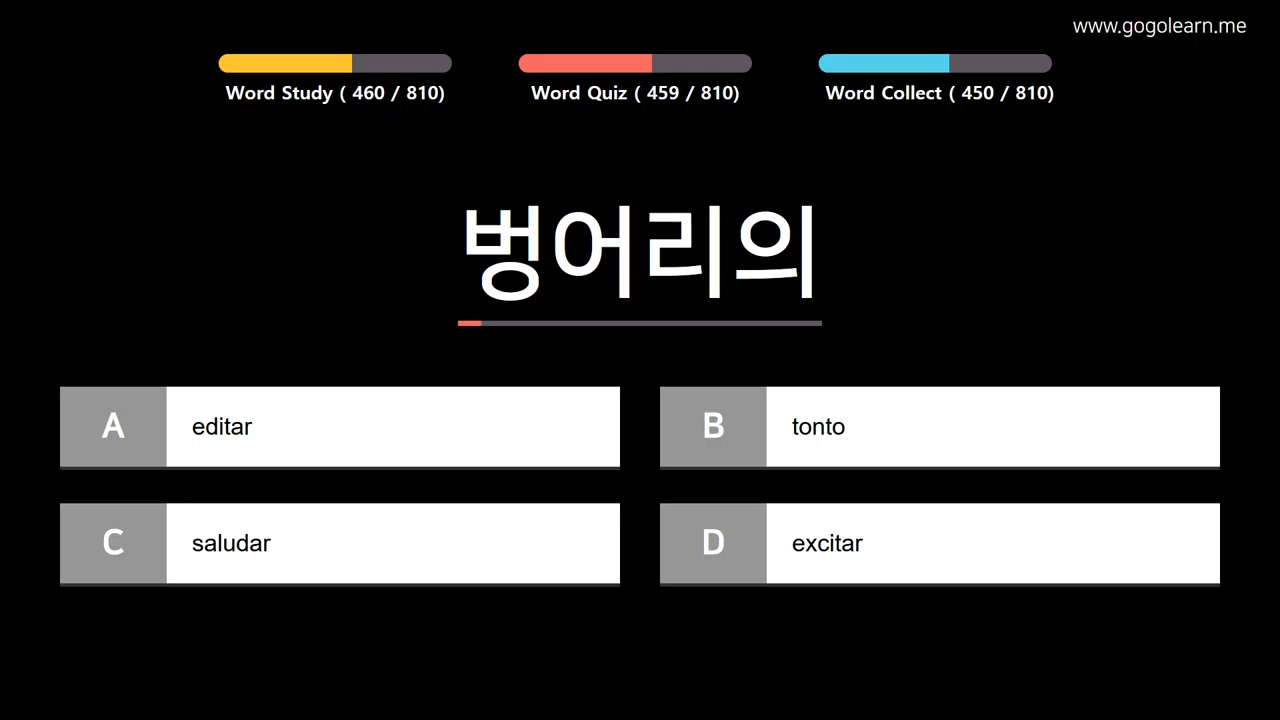 www.gogolearn.me
Word Study ( 460 / 810)
Word Quiz ( 459 / 810)
Word Collect ( 450 / 810)
벙어리의
A editar
B tonto
C saludar
D excitar